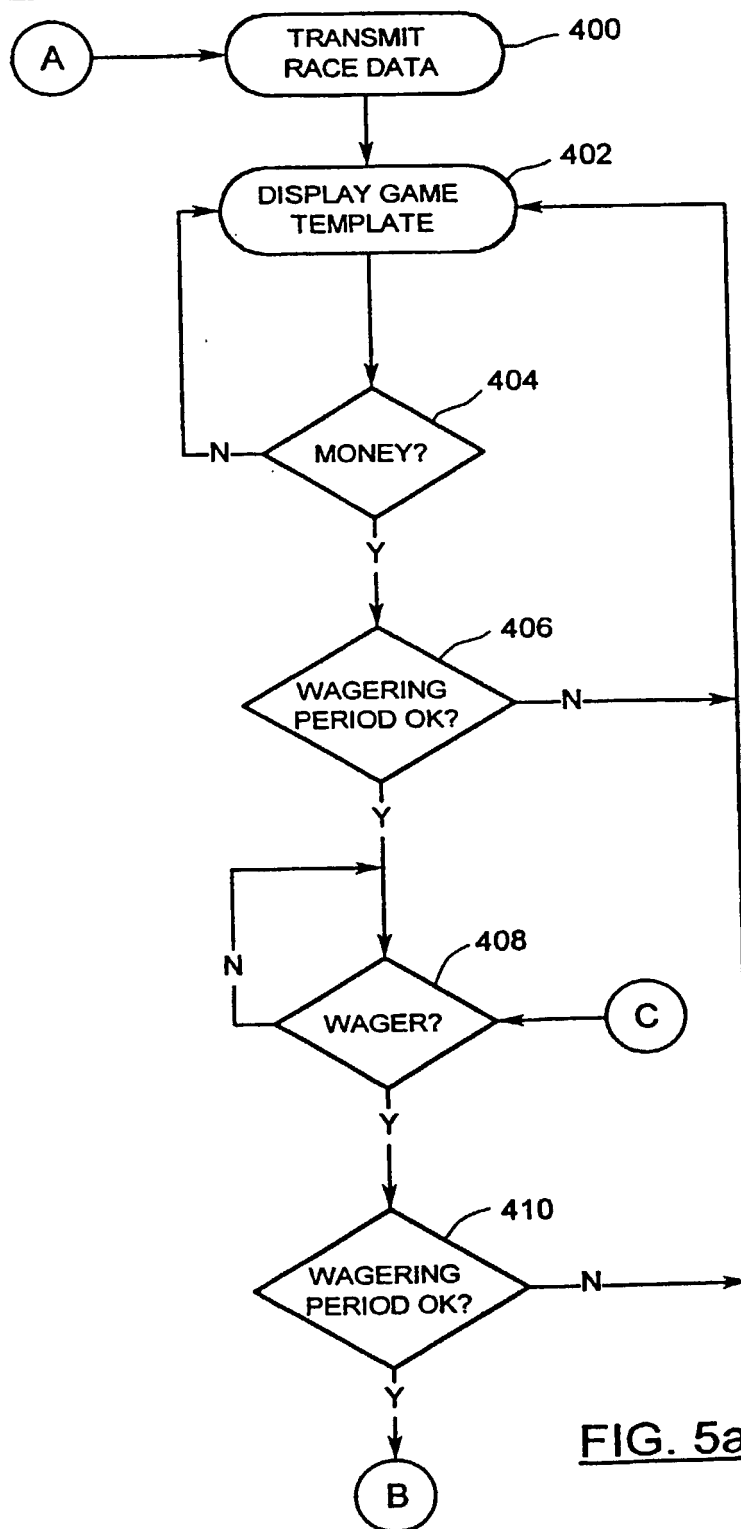 A
TRANSMIT
RACE DATA
400
402
DISPLAY GAME
TEMPLATE
404
MONEY?
N
Y
406
WAGERING
PERIOD OK?
N
Y
N
408
WAGER?
C
Y
410
WAGERING
PERIOD OK?
N
Y
FIG. 5a
B